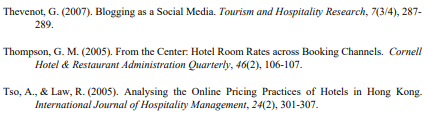 Thevenot, G. (2007). Blogging as a Social Media. Tourism and Hospitality Research, 7(3/4), 287-
289.
Thompson, G. M. (2005). From the Center: Hotel Room Rates across Booking Channels. Cornell
Hotel & Restaurant Administration Quarterly, 46(2), 106-107.
Tso, A., & Law, R. (2005). Analysing the Online Pricing Practices of Hotels in Hong Kong.
International Journal of Hospitality Management, 24(2), 301-307.